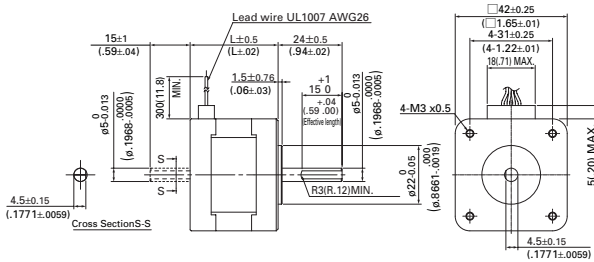 Lead wire UL1007 AWG26
15±1
(.59±.04)
L±0.5
(L±.02)
24±0.5
(.94±.02)
1.5±0.76
(.06±.03)
+1
15 0
+.04
(.59 .00)
(Effective length)
300(11.8)
MIN.
0
ø5-0.013
.0000
(ø.1968-.0005)
0
ø5-0.013
.0000
(ø.1968-.0005)
S
S
4.5±0.15
(.1771±.0059)
Cross SectionS-S
R3(R.12)MIN.
0
ø22-0.05
.000
(ø.8661-.0019)
□42±0.25
(□1.65±.01)
4-31±0.25
(4-1.22±.01)
18(.71) MAX.
4-M3 x0.5
5(.20) MAX.
4.5±0.15
(.1771±.0059)